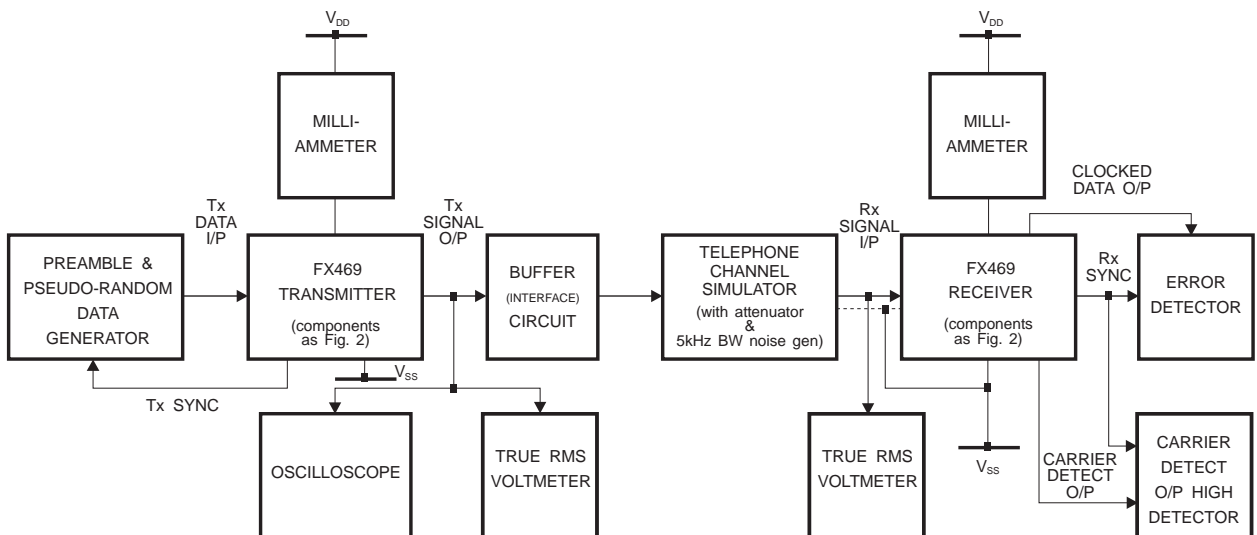 VDD
MILLI-
AMMETER
Tx
DATA
I/P
Tx
SIGNAL
O/P
PREAMBLE &
PSEUDO-RANDOM
DATA
GENERATOR
FX469
TRANSMITTER
(components
as Fig. 2)
BUFFER
(INTERFACE)
CIRCUIT
VSS
Tx SYNC
OSCILLOSCOPE
TRUE RMS
VOLTMETER
VDD
MILLI-
AMMETER
CLOCKED
DATA O/P
Rx
SIGNAL
I/P
TELEPHONE
CHANNEL
SIMULATOR
(with attenuator
&
5kHz BW noise gen)
FX469
RECEIVER
(components
as Fig. 2)
Rx
SYNC
ERROR
DETECTOR
TRUE RMS
VOLTMETER
VSS
CARRIER
DETECT
O/P
CARRIER
DETECT
O/P HIGH
DETECTOR